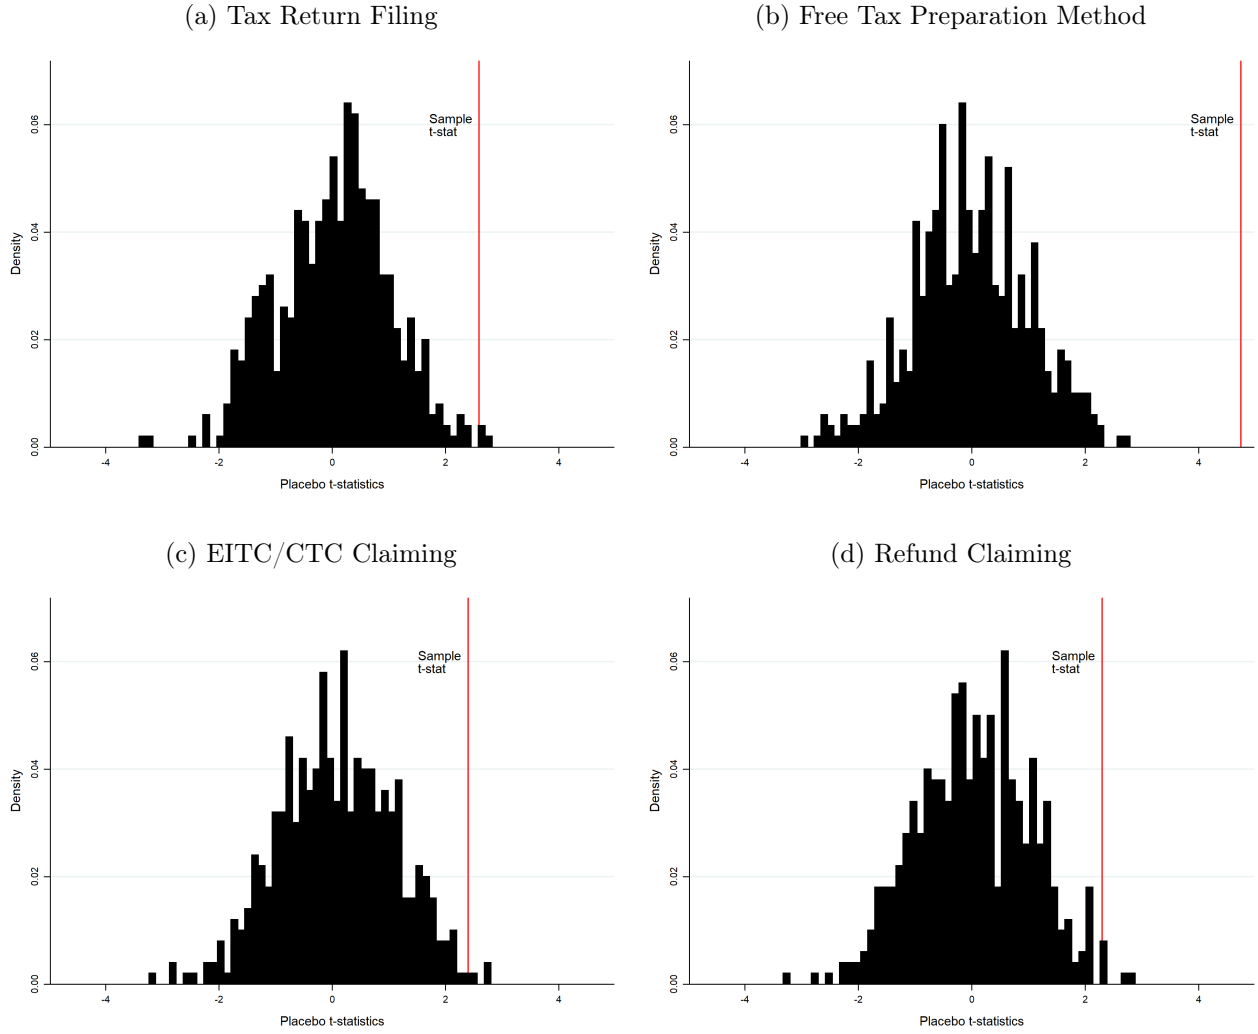 (a) Tax Return Filing
Sample
t-stat
0.06
0.04
0.02
0.00
Density
-4 -2 0 2 4
Placebo t-statistics
(b) Free Tax Preparation Method
Sample
t-stat
0.06
0.04
0.02
0.00
Density
-4 -2 0 2 4
Placebo t-statistics
(c) EITC/CTC Claiming
Sample
t-stat
0.06
0.04
0.02
0.00
Density
-4 -2 0 2 4
Placebo t-statistics
(d) Refund Claiming
Sample
t-stat
0.06
0.04
0.02
0.00
Density
-4 -2 0 2 4
Placebo t-statistics